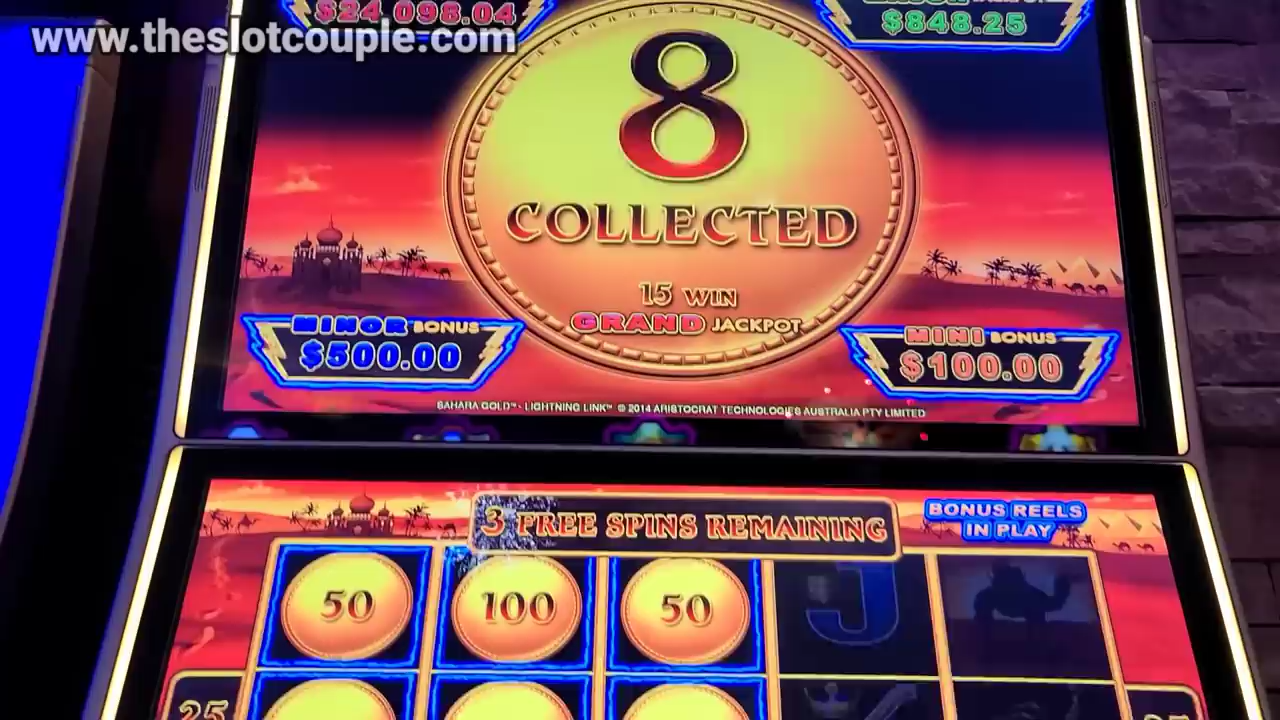 $24,098.04
www.theslotcouple.com
$848.25
8
COLLECTED
15 WIN
GRAND JACKPOT
MINOR BONUS
$500.00
MINI BONUS
$100.00
SAHARA GOLD™ - LIGHTNING LINK™ © 2014 ARISTOCRAT TECHNOLOGIES AUSTRALIA PTY LIMITED
3 FREE SPINS REMAINING
BONUS REELS
IN PLAY
50
100
50
J
25